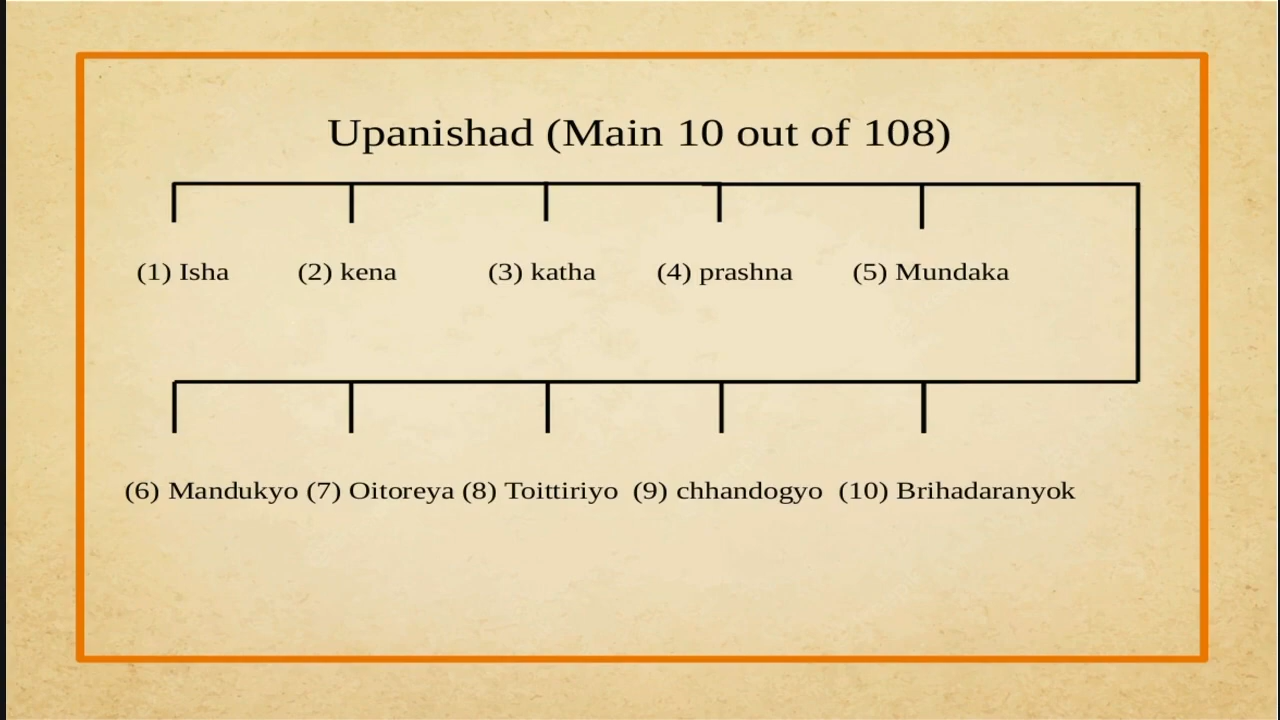 Upanishad (Main 10 out of 108)
(1) Isha (2) kena (3) katha (4) prashna (5) Mundaka
(6) Mandukyo (7) Oitoreya (8) Toittiriyo (9) chhandogyo (10) Brihadaranyok